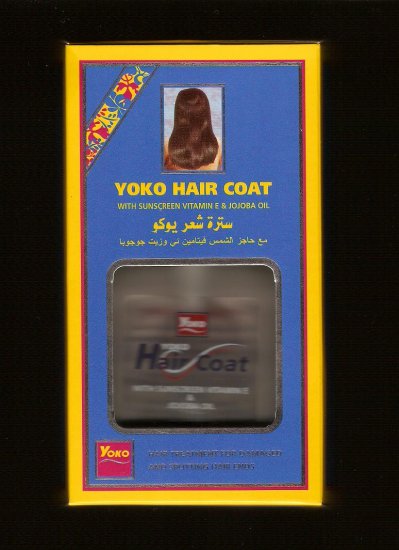 YOKO HAIR COAT
WITH SUNSCREEN VITAMIN E & JOJOBA OIL
سترة شعر يوكو
مع حاجز الشمس فيتامين ئي وزيت جوجوبا
YOKO
YOKO
Hair Coat
WITH SUNSCREEN VITAMIN E
&
JOJOBA OIL
YOKO
HAIR TREATMENT FOR DAMAGED
AND SPLITTING HAIR ENDS